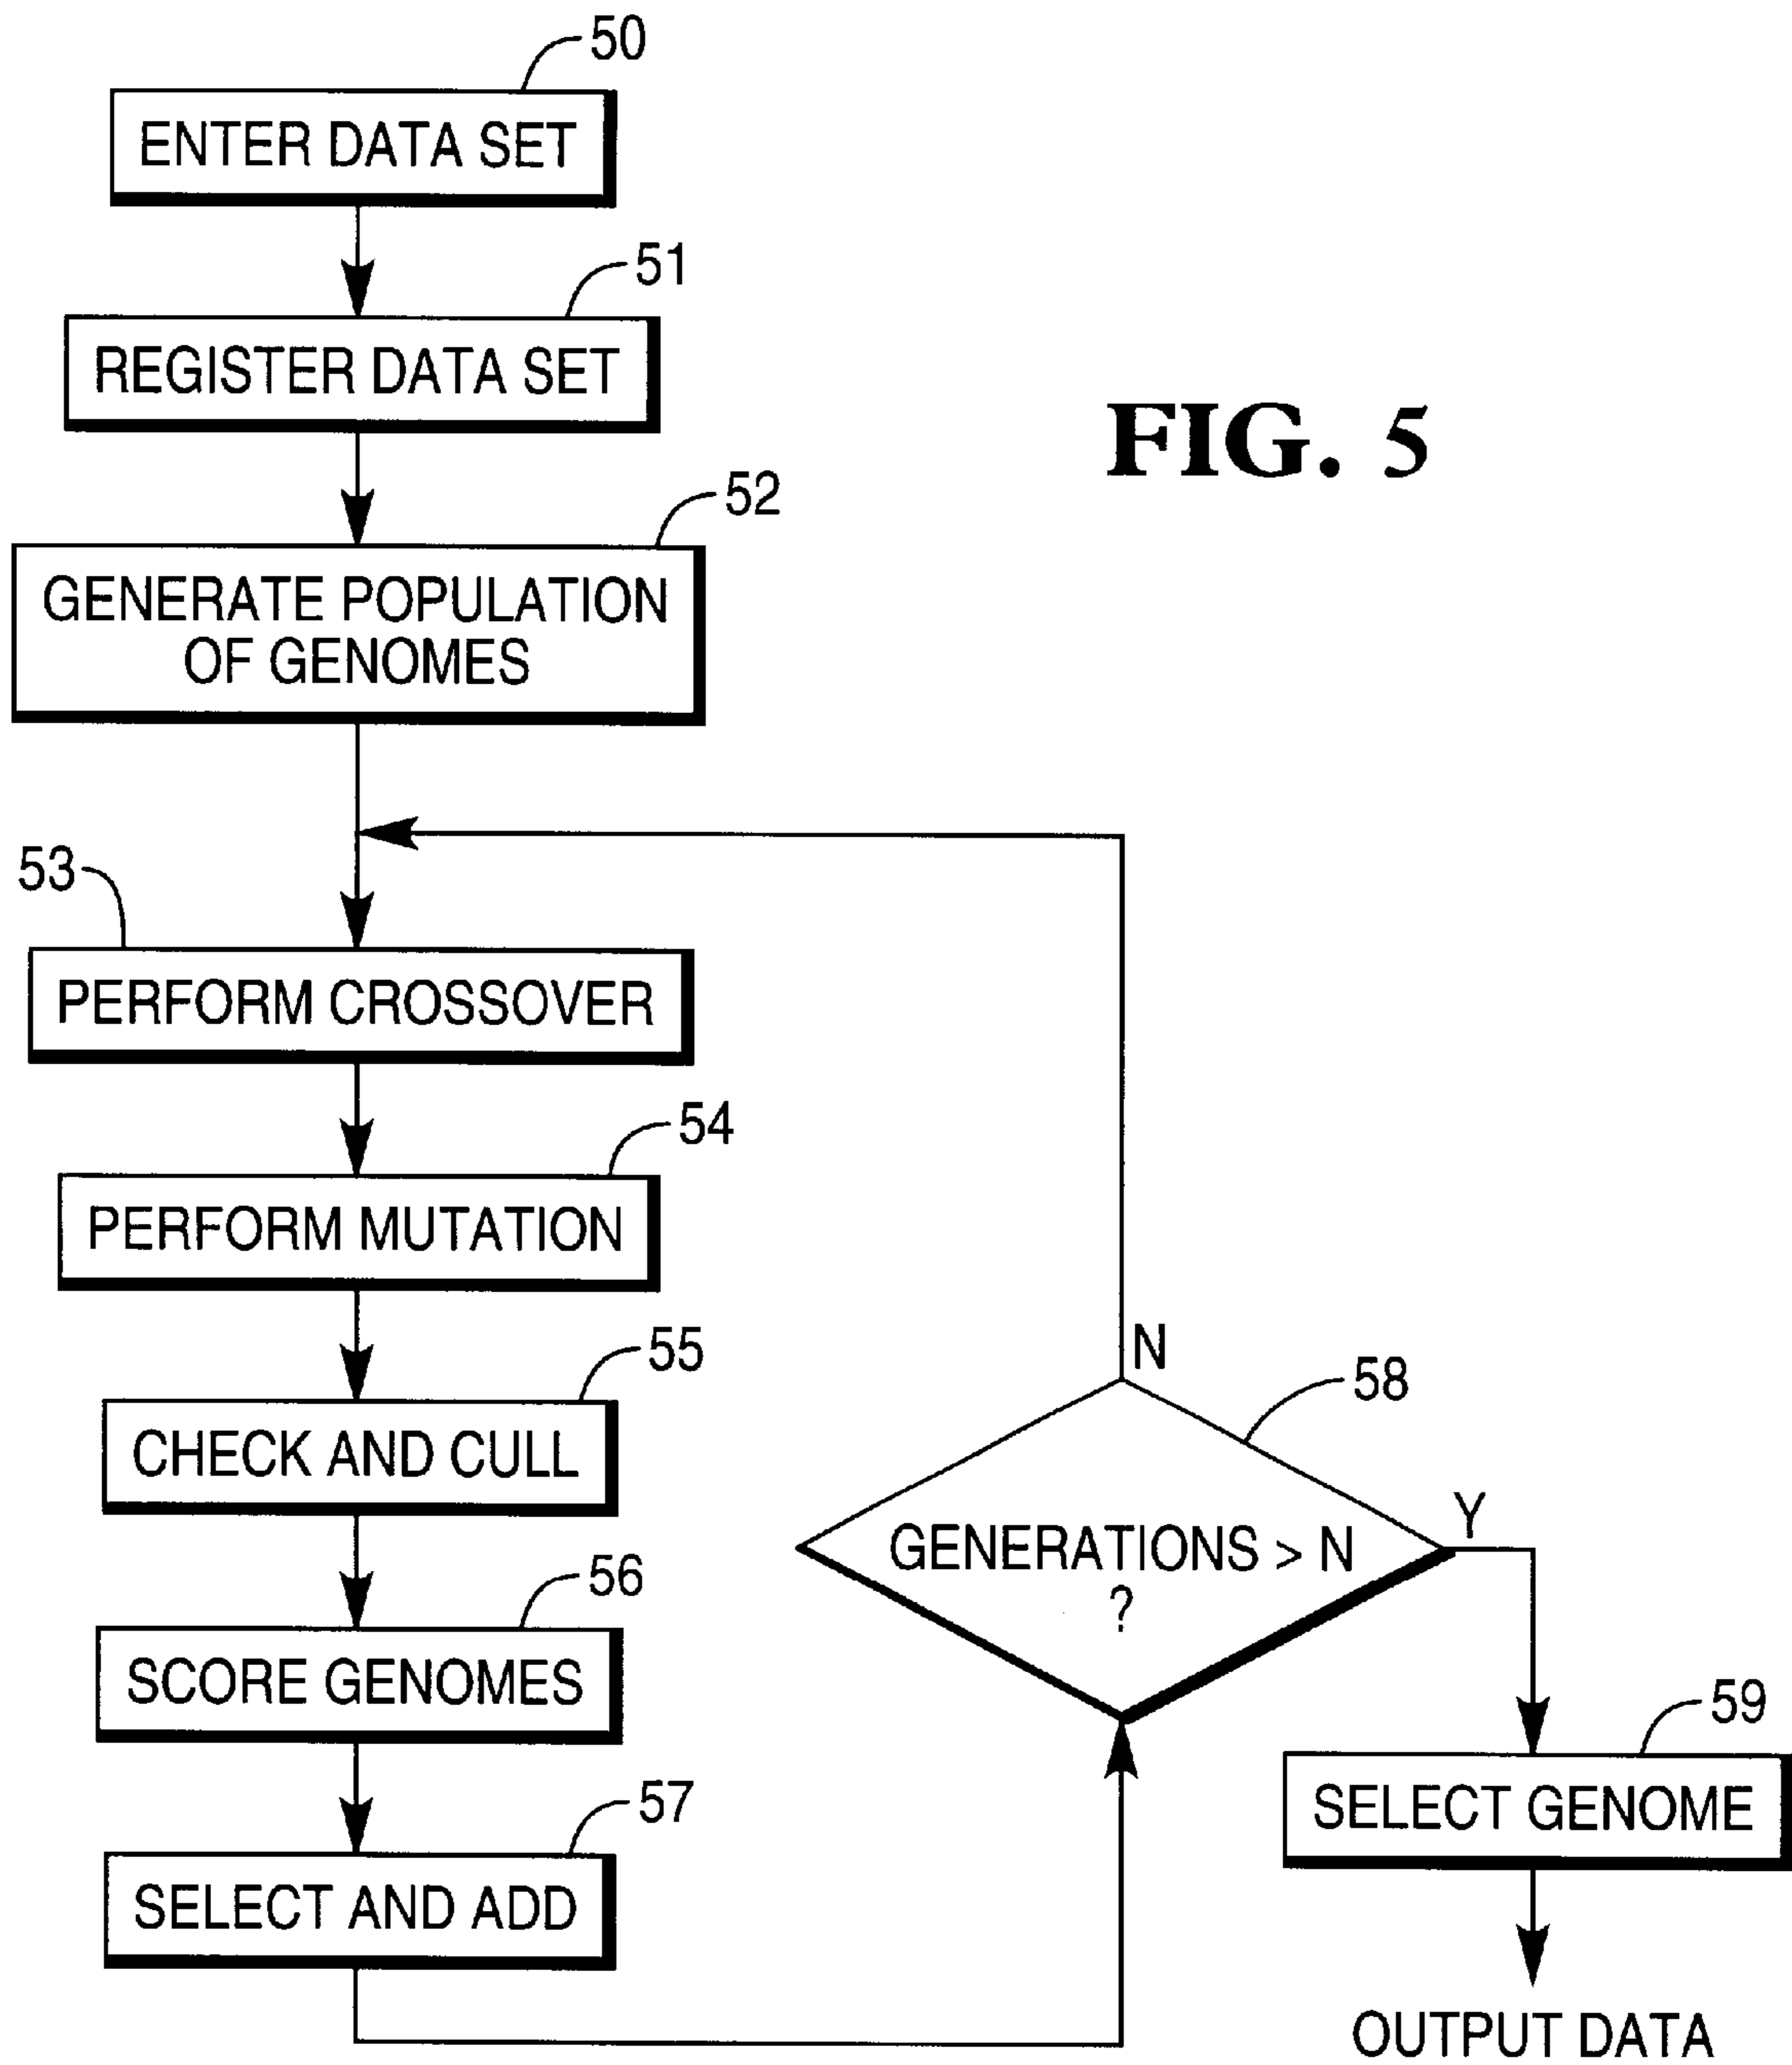 50
ENTER DATA SET
51
REGISTER DATA SET
FIG. 5
52
GENERATE POPULATION
OF GENOMES
53
PERFORM CROSSOVER
54
PERFORM MUTATION
55
CHECK AND CULL
56
SCORE GENOMES
57
SELECT AND ADD
N
58
GENERATIONS > N
?
Y
59
SELECT GENOME
OUTPUT DATA